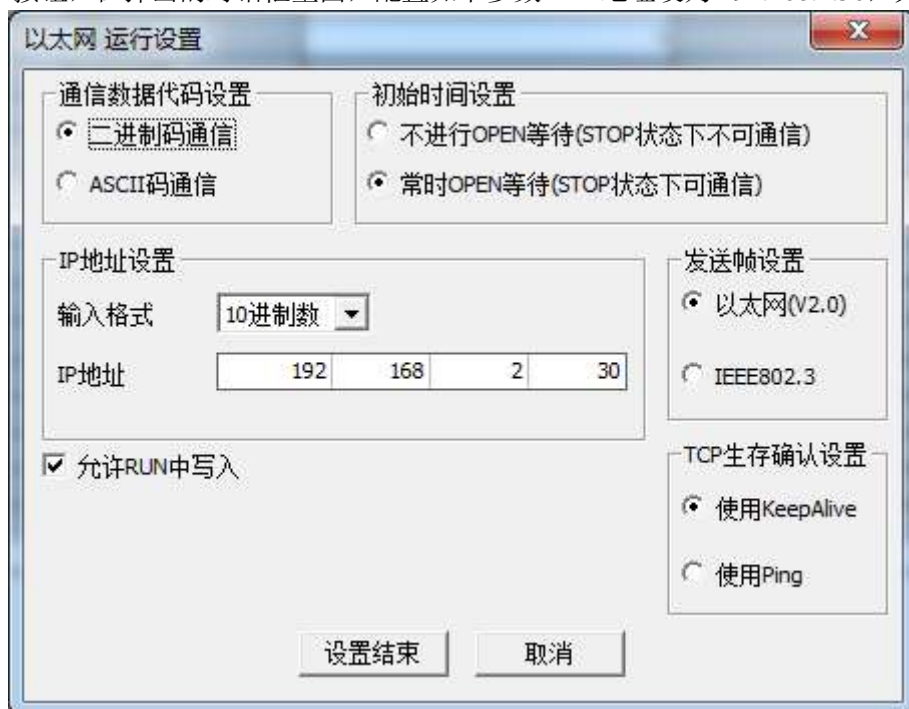 以太网 运行设置
通信数据代码设置
二进制码通信
ASCII码通信
初始时间设置
不进行OPEN等待(STOP状态下不可通信)
常时OPEN等待(STOP状态下可通信)
IP地址设置
输入格式 10进制数
IP地址 192 168 2 30
发送帧设置
以太网(V2.0)
IEEE802.3
允许RUN中写入
TCP生存确认设置
使用KeepAlive
使用Ping
设置结束 取消